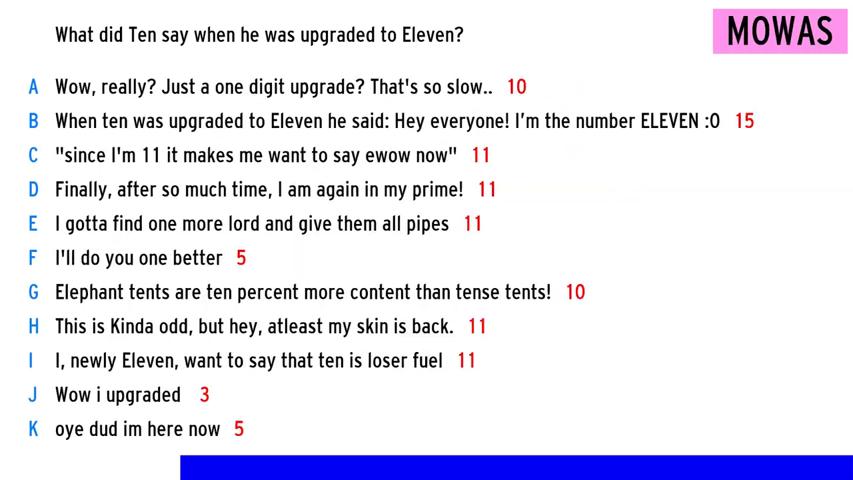 What did Ten say when he was upgraded to Eleven?
MOWAS
A Wow, really? Just a one digit upgrade? That's so slow.. 10
B When ten was upgraded to Eleven he said: Hey everyone! I’m the number ELEVEN :O 15
C "since I'm 11 it makes me want to say ewow now" 11
D Finally, after so much time, I am again in my prime! 11
E I gotta find one more lord and give them all pipes 11
F I'll do you one better 5
G Elephant tents are ten percent more content than tense tents! 10
H This is Kinda odd, but hey, atleast my skin is back. 11
I I, newly Eleven, want to say that ten is loser fuel 11
J Wow i upgraded 3
K oye dud im here now 5